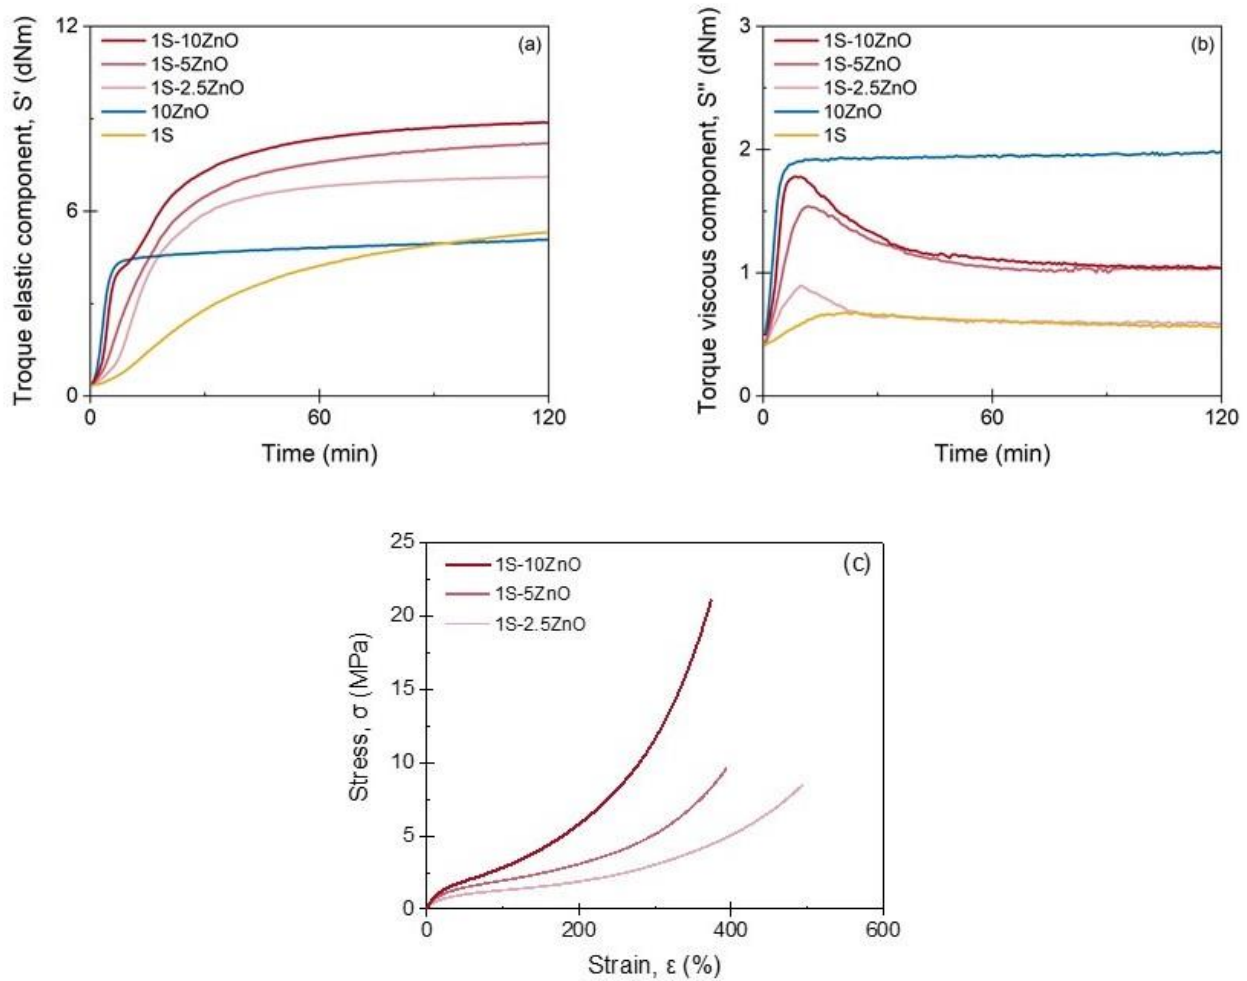 12
Troque elastic component, S' (dNm)
1S-10ZnO
1S-5ZnO
1S-2.5ZnO
10ZnO
1S
(a)
6
0
0
60
120
Time (min)
3
Torque viscous component, S" (dNm)
1S-10ZnO
1S-5ZnO
1S-2.5ZnO
10ZnO
1S
(b)
2
1
0
0
60
120
Time (min)
25
Stress, σ (MPa)
1S-10ZnO
1S-5ZnO
1S-2.5ZnO
(c)
20
15
10
5
0
0
200
400
600
Strain, ε (%)